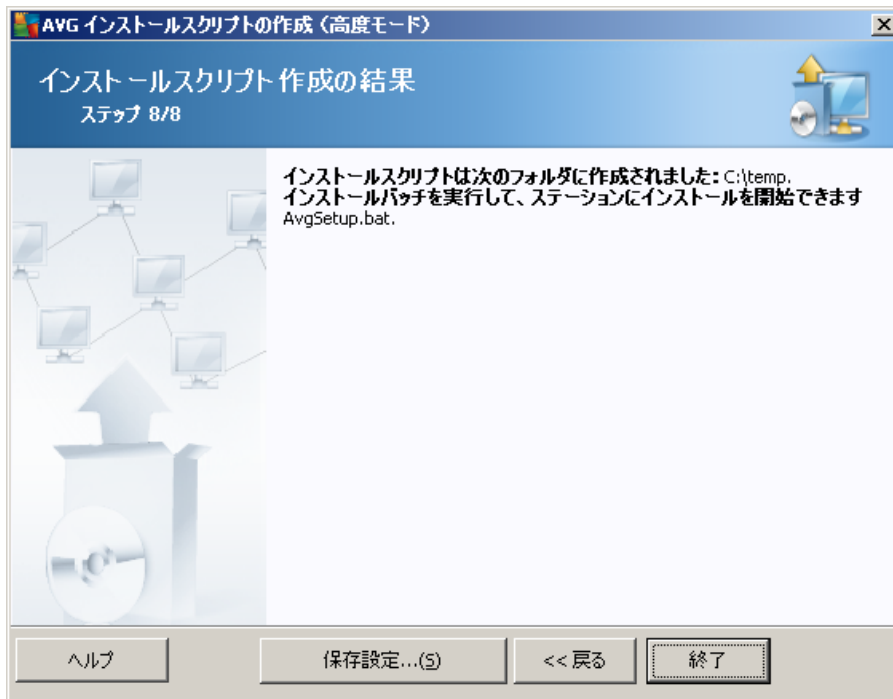 AVG インストールスクリプトの作成（高度モード）
インストールスクリプト作成の結果
ステップ 8/8
インストールスクリプトは次のフォルダに作成されました: C:\temp.
インストールバッチを実行して、ステーションにインストールを開始できます
AvgSetup.bat.
ヘルプ
保存設定...(S)
<< 戻る
終了